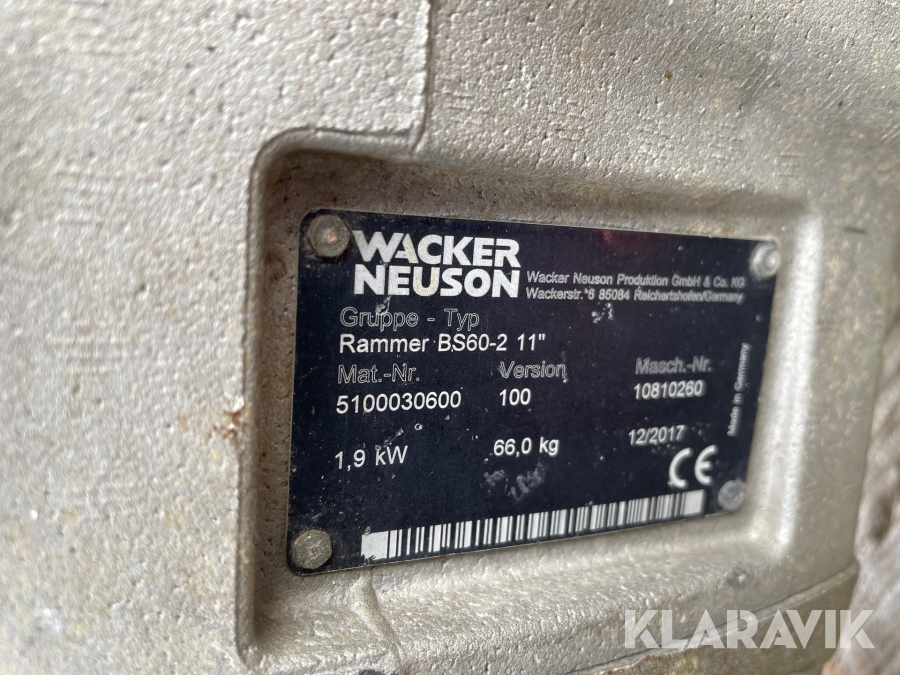 WACKER
NEUSON
Wacker Neuson Produktion GmbH & Co. KG
Wackerstr. 6 85084 Reichertshofen/Germany
Gruppe - Typ
Rammer BS60-2 11"
Mat.-Nr. Version Masch.-Nr.
5100030600 100 10810260
1,9 kW 66,0 kg 12/2017
Made in Germany
CE
KLARAVIK